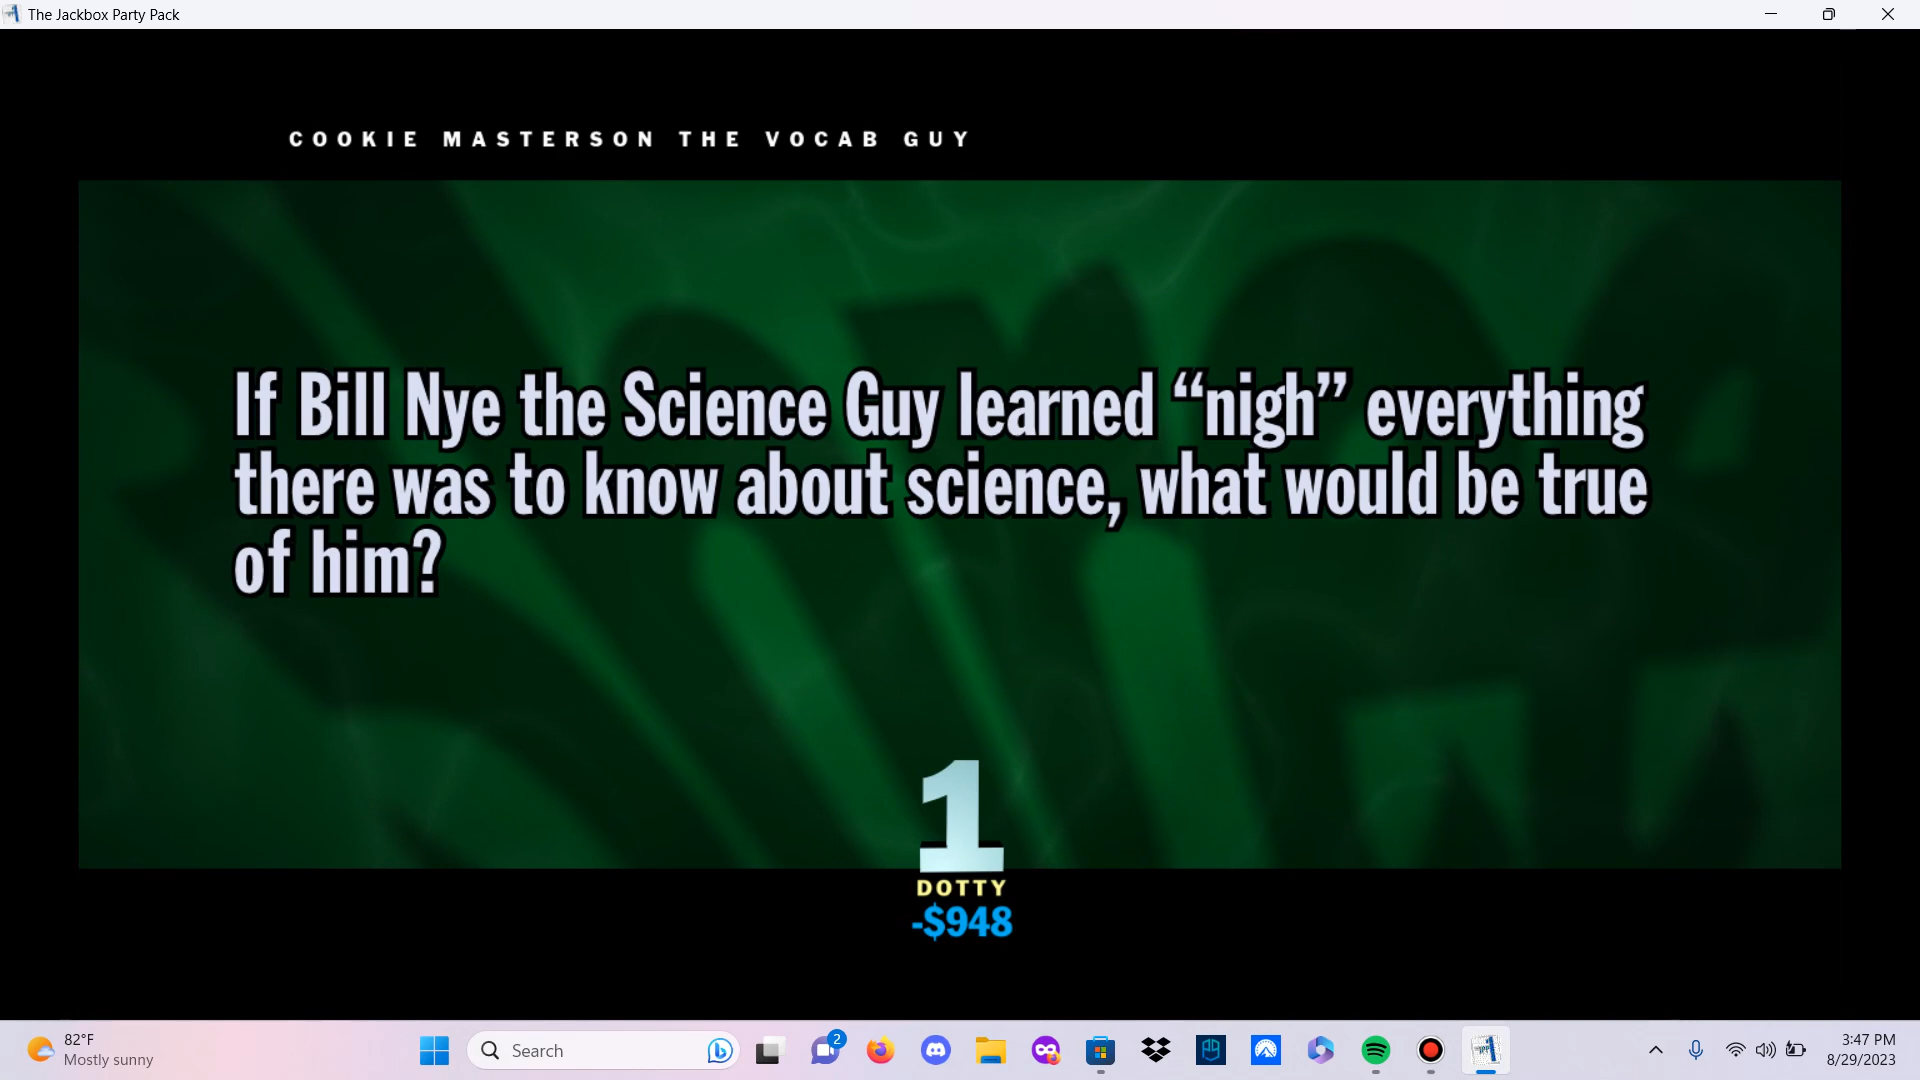 The Jackbox Party Pack
COOKIE MASTERSON THE VOCAB GUY
If Bill Nye the Science Guy learned “nigh” everything
there was to know about science, what would be true
of him?
1
DOTTY
-$948
82°F
Mostly sunny
Search
2
3:47 PM
8/29/2023